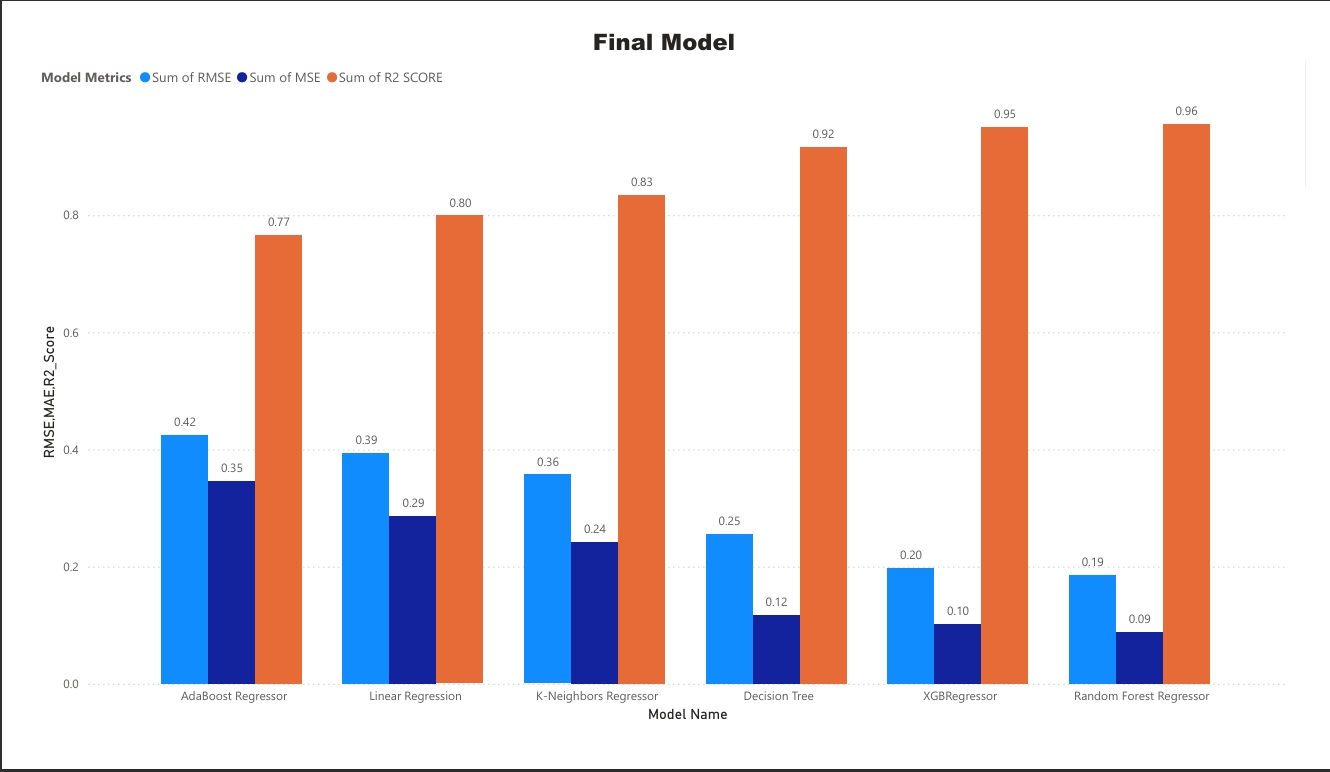 Final Model
Model Metrics Sum of RMSE Sum of MSE Sum of R2 SCORE
RMSE,MAE,R2_Score
0.8
0.6
0.4
0.2
0.0
0.42
0.35
0.77
0.39
0.29
0.80
0.36
0.24
0.83
0.25
0.12
0.92
0.20
0.10
0.95
0.19
0.09
0.96
AdaBoost Regressor
Linear Regression
K-Neighbors Regressor
Decision Tree
XGBRegressor
Random Forest Regressor
Model Name